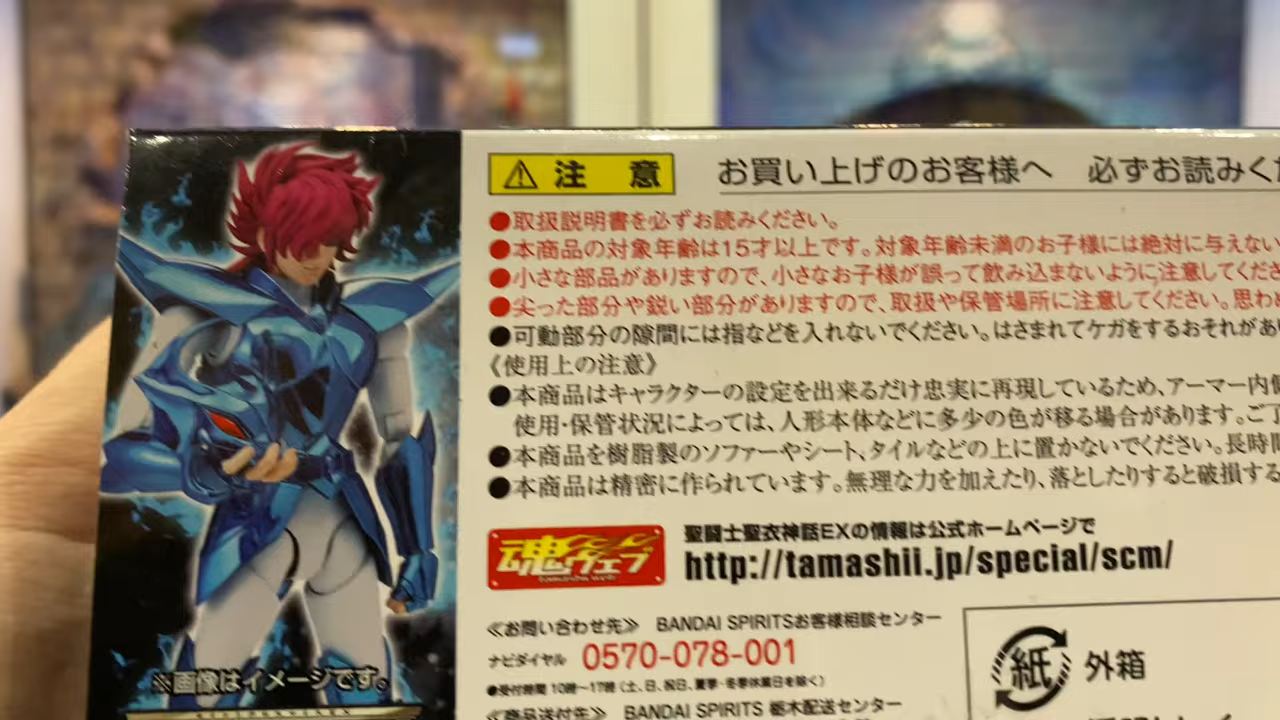 ⚠注 意
お買い上げのお客様へ 必ずお読みくだ
●取扱説明書を必ずお読みください。
●本商品の対象年齢は15才以上です。対象年齢未満のお子様には絶対に与えない
●小さな部品がありますので、小さなお子様が誤って飲み込まないように注意してくださ
●尖った部分や鋭い部分がありますので、取扱や保管場所に注意してください。思わ
●可動部分の隙間には指などを入れないでください。はさまれてケガをするおそれがあ
《使用上の注意》
●本商品はキャラクターの設定を出来るだけ忠実に再現しているため、アーマー内
使用・保管状況によっては、人形本体などに多少の色が移る場合があります。ご
●本商品を樹脂製のソファーやシート、タイルなどの上に置かないでください。長時間
●本商品は精密に作られています。無理な力を加えたり、落としたりすると破損する
魂ウェブ
TAMASHII WEB
聖闘士聖衣神話EXの情報は公式ホームページで
http://tamashii.jp/special/scm/
≪お問い合わせ先≫ BANDAI SPIRITSお客様相談センター
ナビダイヤル 0570-078-001
●受付時間 10時〜17時(土、日、祝日、夏季・冬季休業日を除く)
≪商品送付先≫ BANDAI SPIRITS 栃木配送センター
紙 外箱
※画像はイメージです。